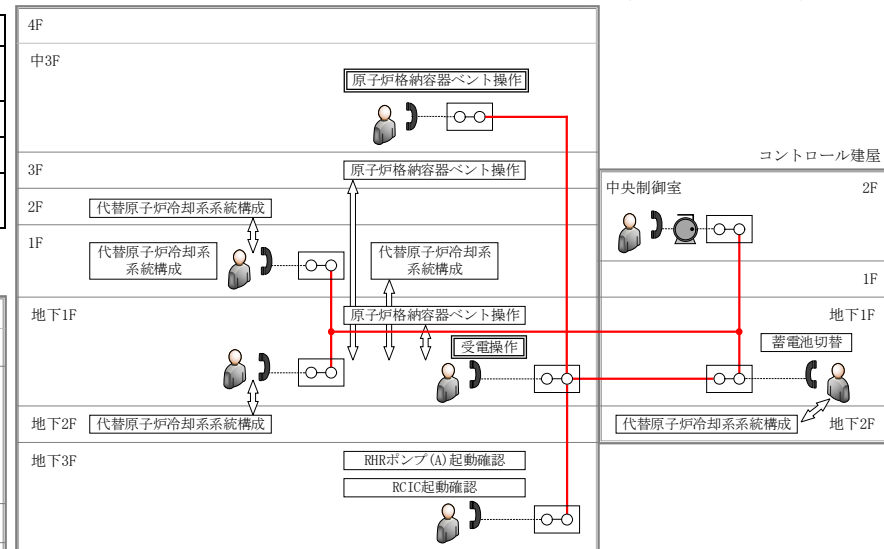 4F
中3F
原子炉格納容器ベント操作
コントロール建屋
3F
原子炉格納容器ベント操作
中央制御室
2F
2F
代替原子炉冷却系系統構成
1F
代替原子炉冷却系
系統構成
代替原子炉冷却系
系統構成
1F
地下1F
原子炉格納容器ベント操作
地下1F
受電操作
蓄電池切替
地下2F
代替原子炉冷却系系統構成
代替原子炉冷却系系統構成
地下2F
地下3F
RHRポンプ(A)起動確認
RCIC起動確認